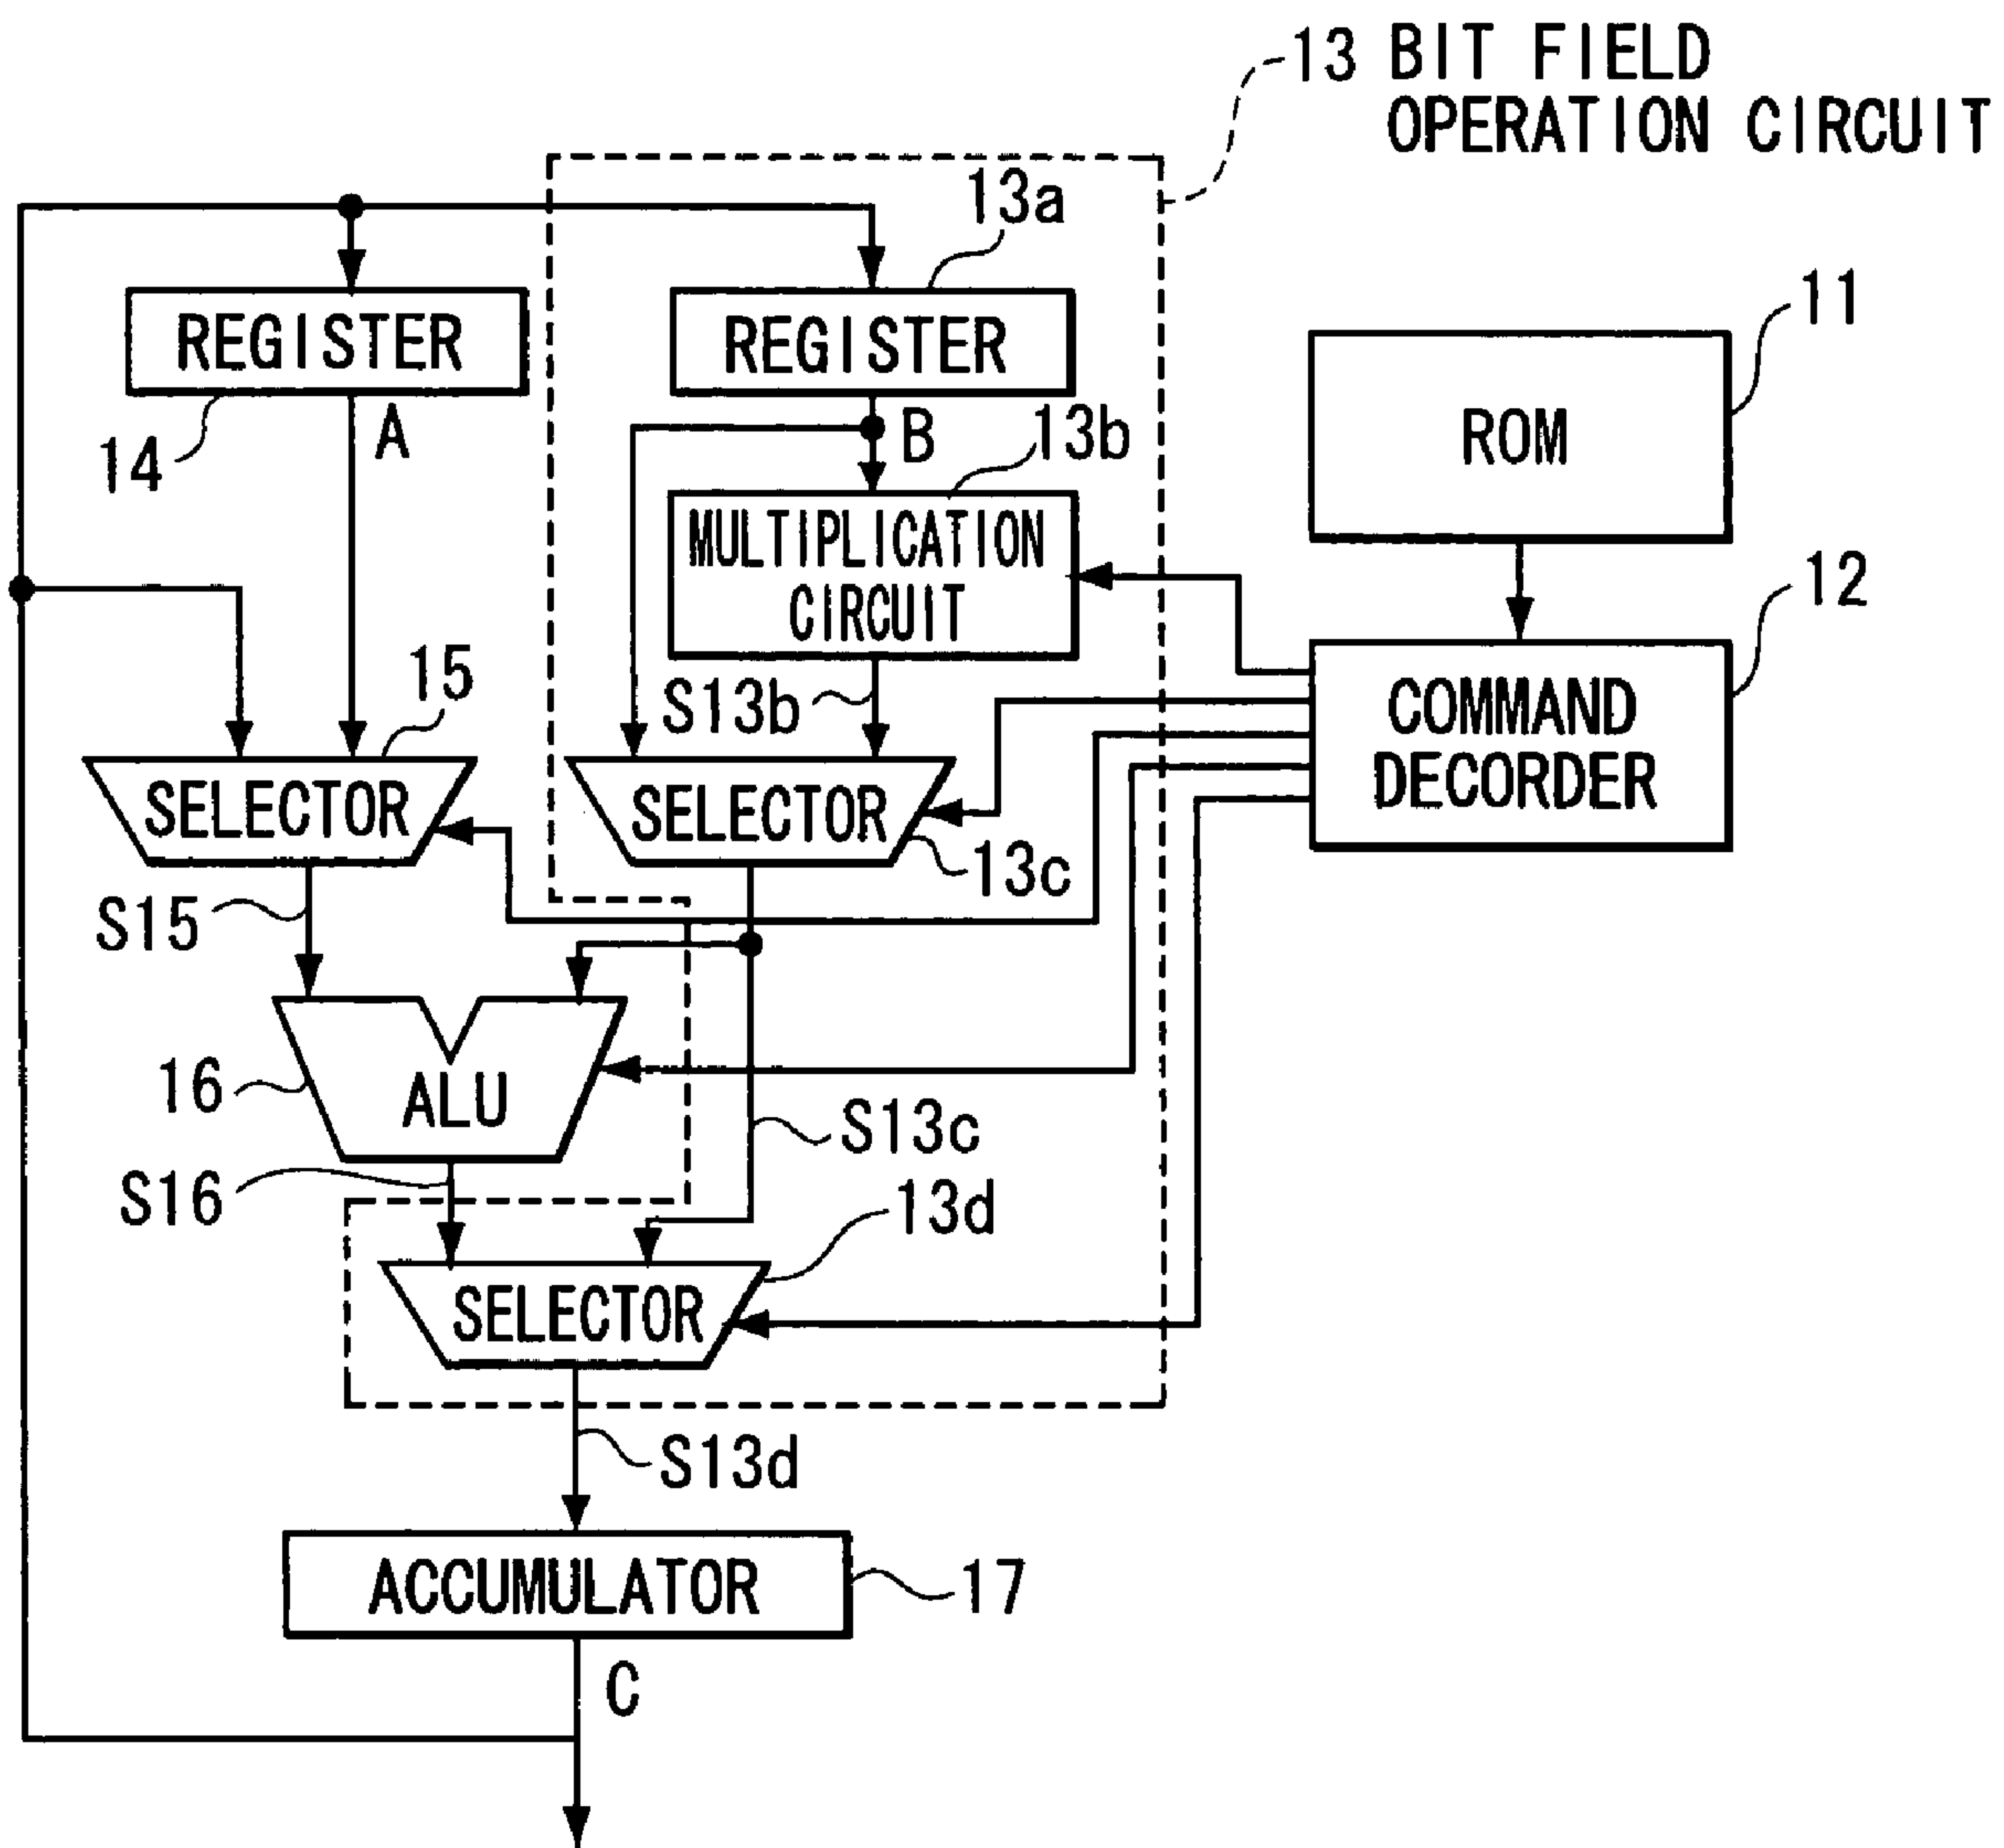 13 BIT FIELD
OPERATION CIRCUIT
13a
REGISTER
REGISTER
11
ROM
14
A
B
13b
MULTIPLICATION
CIRCUIT
12
COMMAND
DECORDER
15
S13b
SELECTOR
SELECTOR
13c
S15
16
ALU
S13c
S16
13d
SELECTOR
S13d
ACCUMULATOR
17
C